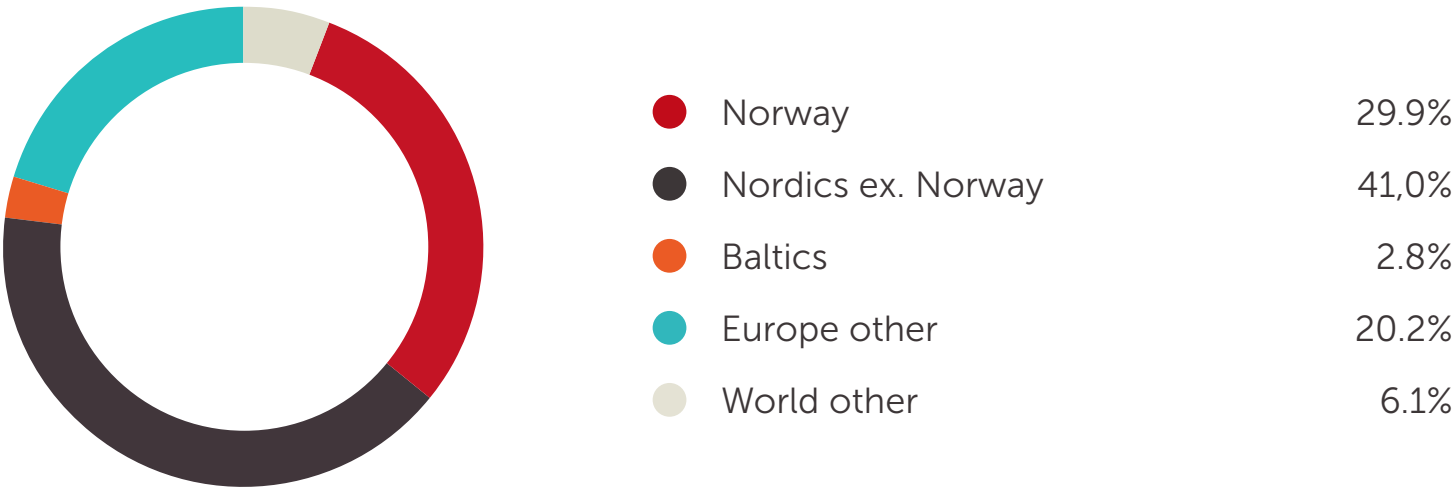 Norway 29.9%
Nordics ex. Norway 41,0%
Baltics 2.8%
Europe other 20.2%
World other 6.1%